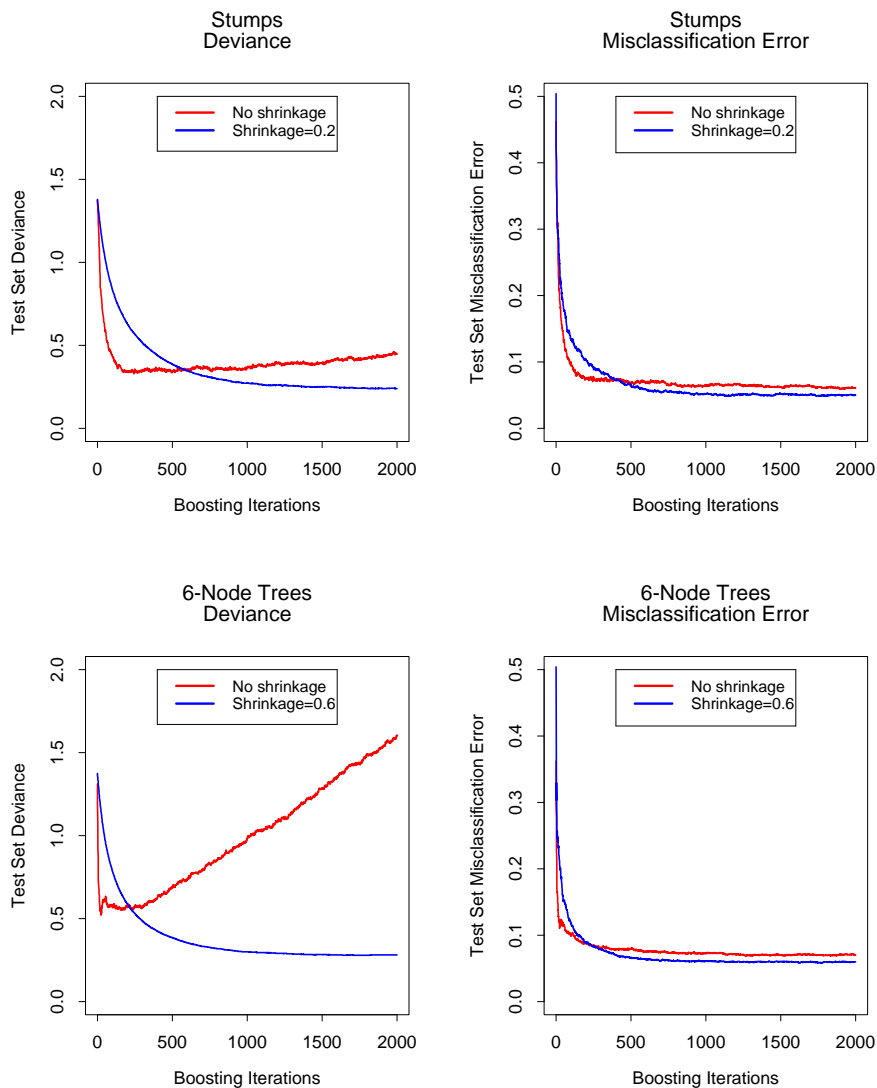 Stumps
Deviance
Test Set Deviance
2.0
1.5
1.0
0.5
0.0
No shrinkage
Shrinkage=0.2
0 500 1000 1500 2000
Boosting Iterations
Stumps
Misclassification Error
Test Set Misclassification Error
0.5
0.4
0.3
0.2
0.1
0.0
No shrinkage
Shrinkage=0.2
0 500 1000 1500 2000
Boosting Iterations
6-Node Trees
Deviance
Test Set Deviance
2.0
1.5
1.0
0.5
0.0
No shrinkage
Shrinkage=0.6
0 500 1000 1500 2000
Boosting Iterations
6-Node Trees
Misclassification Error
Test Set Misclassification Error
0.5
0.4
0.3
0.2
0.1
0.0
No shrinkage
Shrinkage=0.6
0 500 1000 1500 2000
Boosting Iterations